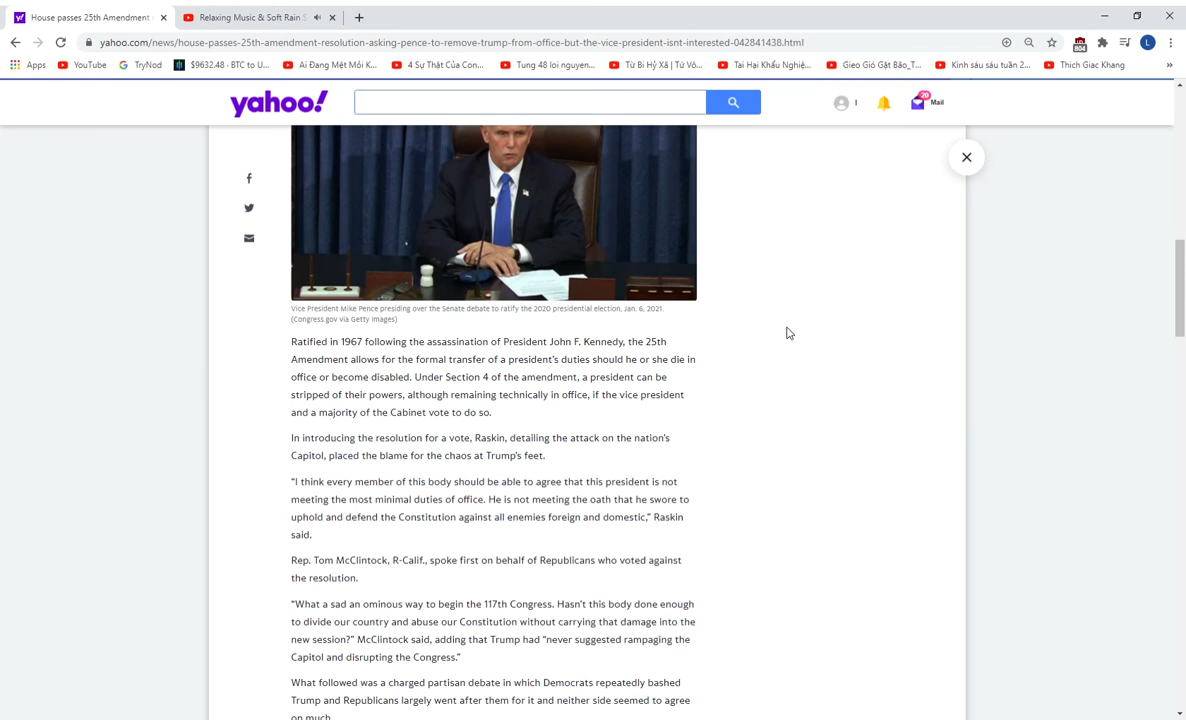 House passes 25th Amendment
Relaxing Music & Soft Rain S
yahoo.com/news/house-passes-25th-amendment-resolution-asking-pence-to-remove-trump-from-office-but-the-vice-president-isnt-interested-042841438.html
804
L
Apps
YouTube
TryNod
$9632.48 · BTC to U...
Ai Đang Mệt Mỏi K...
4 Sự Thật Của Con...
Tung 48 loi nguyen...
Từ Bi Hỷ Xả | Tứ Vô...
Tai Hại Khẩu Nghiệ...
Gieo Gió Gặt Bão_T...
Kinh sáu sáu tuần 2...
Thich Giac Khang
»
yahoo!
I
20
Mail
Vice President Mike Pence presiding over the Senate debate to ratify the 2020 presidential election, Jan. 6, 2021.
(Congress.gov via Getty Images)
Ratified in 1967 following the assassination of President John F. Kennedy, the 25th
Amendment allows for the formal transfer of a president's duties should he or she die in
office or become disabled. Under Section 4 of the amendment, a president can be
stripped of their powers, although remaining technically in office, if the vice president
and a majority of the Cabinet vote to do so.
In introducing the resolution for a vote, Raskin, detailing the attack on the nation's
Capitol, placed the blame for the chaos at Trump's feet.
“I think every member of this body should be able to agree that this president is not
meeting the most minimal duties of office. He is not meeting the oath that he swore to
uphold and defend the Constitution against all enemies foreign and domestic,” Raskin
said.
Rep. Tom McClintock, R-Calif., spoke first on behalf of Republicans who voted against
the resolution.
“What a sad an ominous way to begin the 117th Congress. Hasn't this body done enough
to divide our country and abuse our Constitution without carrying that damage into the
new session?” McClintock said, adding that Trump had “never suggested rampaging the
Capitol and disrupting the Congress.”
What followed was a charged partisan debate in which Democrats repeatedly bashed
Trump and Republicans largely went after them for it and neither side seemed to agree
on much.